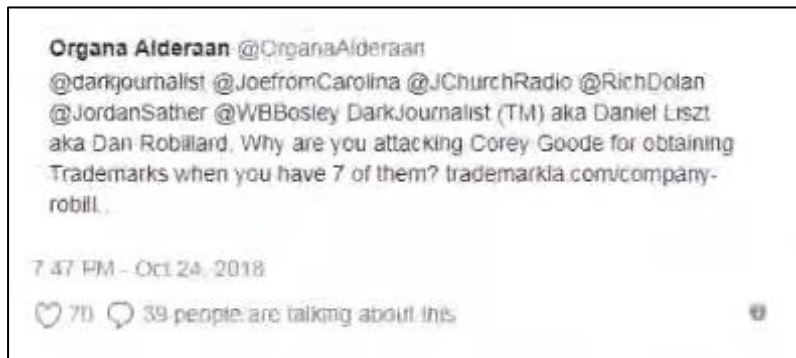 Organa Alderaan @OrganaAlderaan
@darkjournalist @JoefromCarolina @JChurchRadio @RichDolan
@JordanSather @WBBosley DarkJournalist (TM) aka Daniel Liszt
aka Dan Robillard. Why are you attacking Corey Goode for obtaining
Trademarks when you have 7 of them? trademarkia.com/company-
robill..
7:47 PM - Oct 24, 2018
70 39 people are talking about this